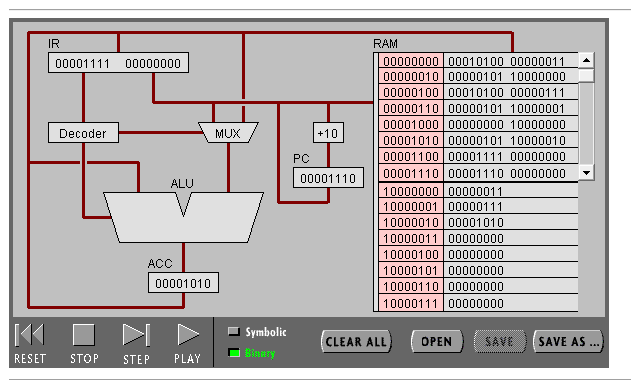 IR
00001111 00000000
Decoder
MUX
+10
PC
00001110
ALU
ACC
00001010
RAM
00000000 00010100 00000011
00000010 00000101 10000000
00000100 00010100 00000111
00000110 00000101 10000001
00001000 00000000 10000000
00001010 00000101 10000010
00001100 00001111 00000000
00001110 00001110 00000000
10000000 00000011
10000001 00000111
10000010 00001010
10000011 00000000
10000100 00000000
10000101 00000000
10000110 00000000
10000111 00000000
RESET STOP STEP PLAY
Symbolic
Binary
CLEAR ALL OPEN SAVE SAVE AS ...